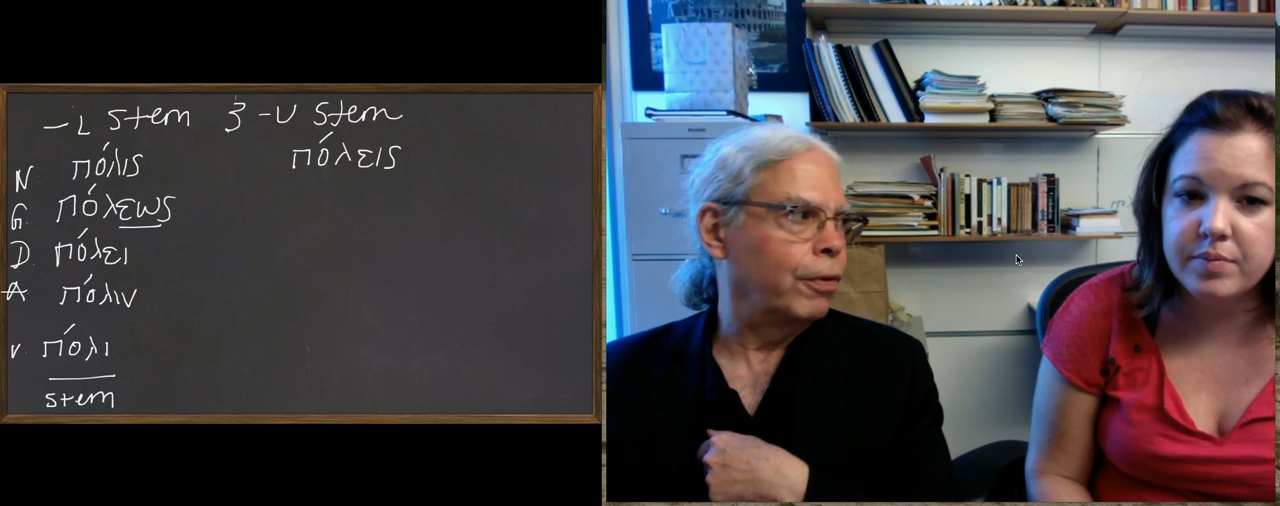 -ι stem 3 -υ stem
N πόλις πόλεις
G. πόλεως
D. πόλει
A πόλιν
V πόλι
stem